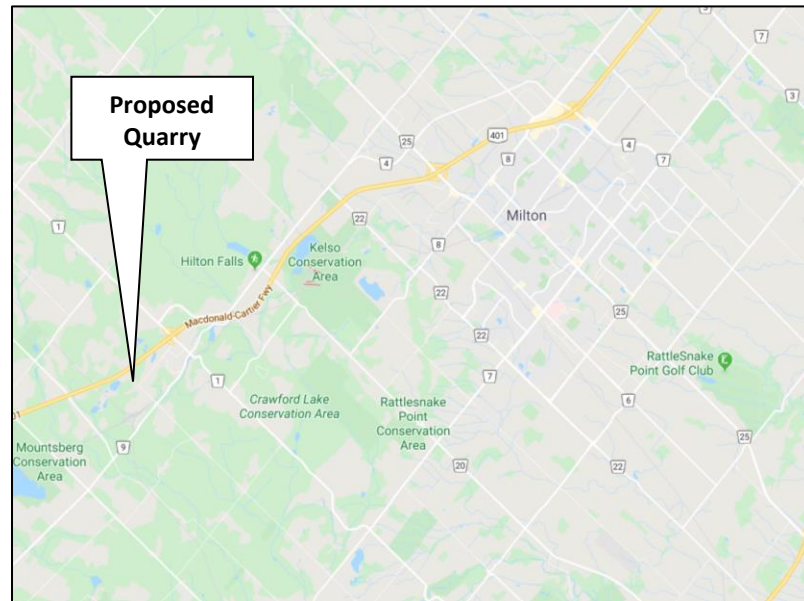 Proposed
Quarry
5
7
3
401
25
4
8
4
7
22
Milton
1
Hilton Falls
Kelso
Conservation
Area
8
22
Macdonald-Cartier Fwy
25
22
RattleSnake
Point Golf Club
1
7
Crawford Lake
Conservation Area
Rattlesnake
Point
Conservation
Area
6
01
9
25
Mountsberg
Conservation
Area
20
22